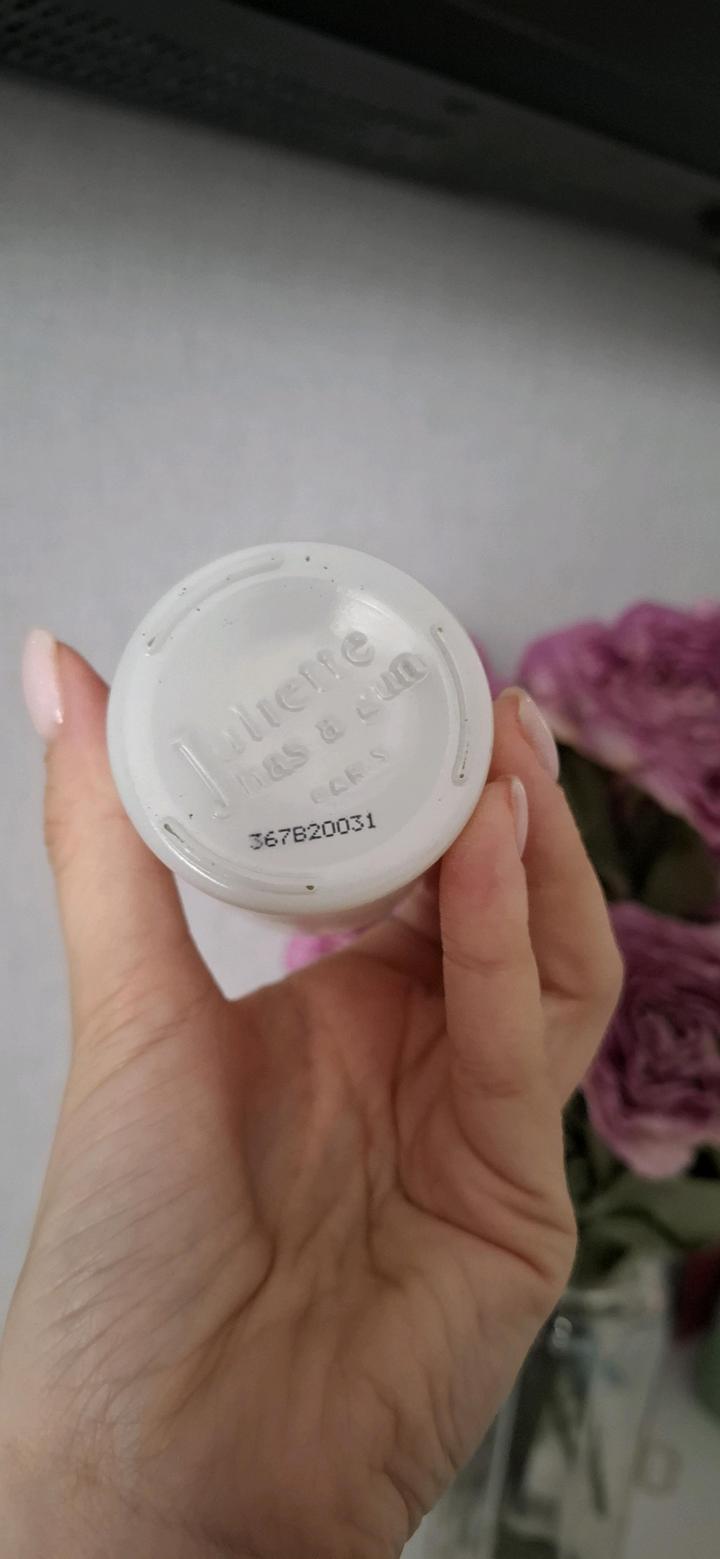 Juliette
has a gun
PARIS
367B20031